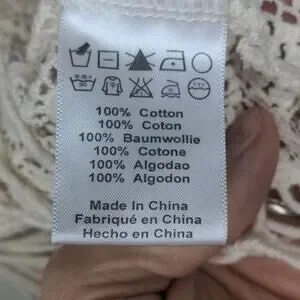 100% Cotton
100% Coton
100% Baumwollie
100% Cotone
100% Algodao
100% Algodon
Made In China
Fabriqué en China
Hecho en China